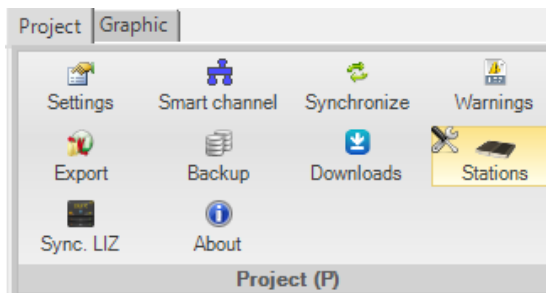 Project Graphic
Settings Smart channel Synchronize Warnings
Export Backup Downloads Stations
Sync. LIZ About
Project (P)